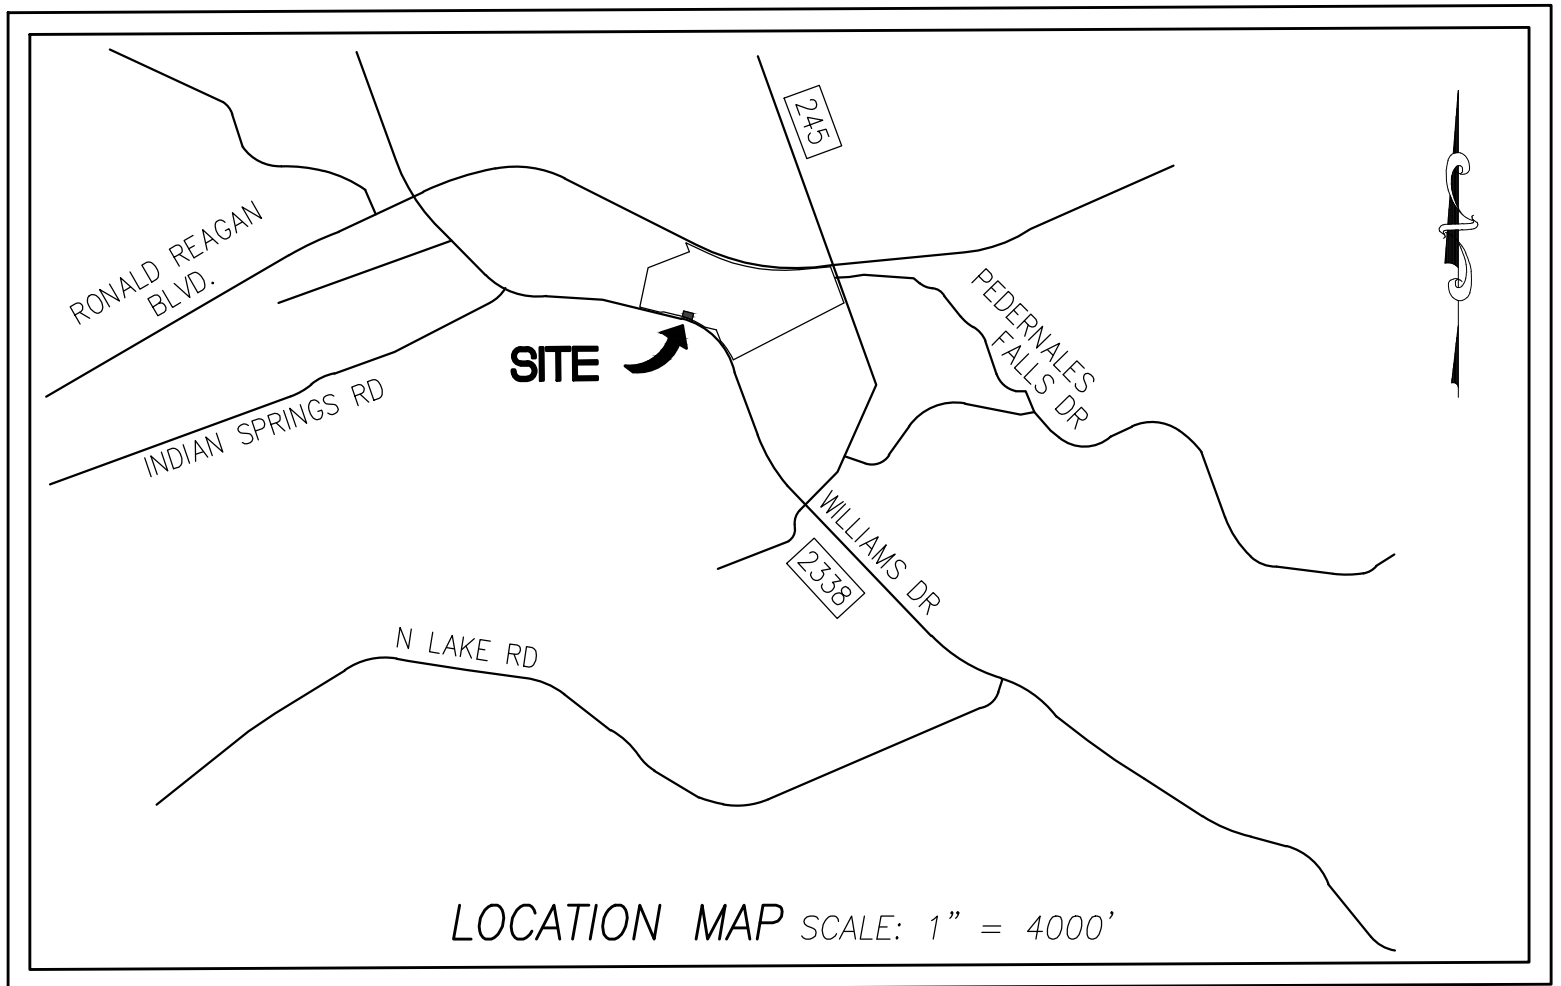 245
RONALD REAGAN
BLVD.
PEDERNALES
FALLS DR
SITE
INDIAN SPRINGS RD
WILLIAMS DR
2338
N LAKE RD
LOCATION MAP SCALE: 1" = 4000'